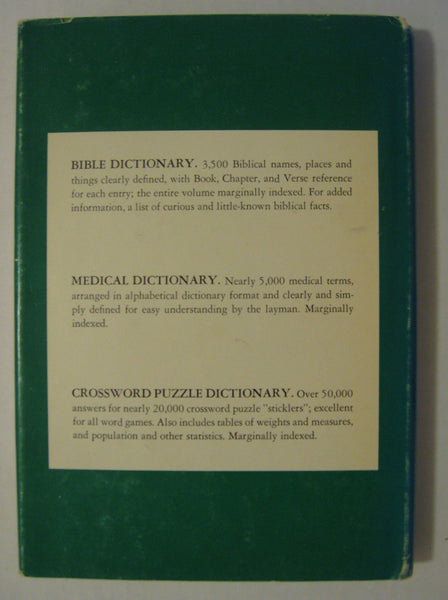 BIBLE DICTIONARY. 3,500 Biblical names, places and
things clearly defined, with Book, Chapter, and Verse reference
for each entry; the entire volume marginally indexed. For added
information, a list of curious and little-known biblical facts.
MEDICAL DICTIONARY. Nearly 5,000 medical terms,
arranged in alphabetical dictionary format and clearly and sim-
ply defined for easy understanding by the layman. Marginally
indexed.
CROSSWORD PUZZLE DICTIONARY. Over 50,000
answers for nearly 20,000 crossword puzzle "sticklers"; excellent
for all word games. Also includes tables of weights and measures,
and population and other statistics. Marginally indexed.